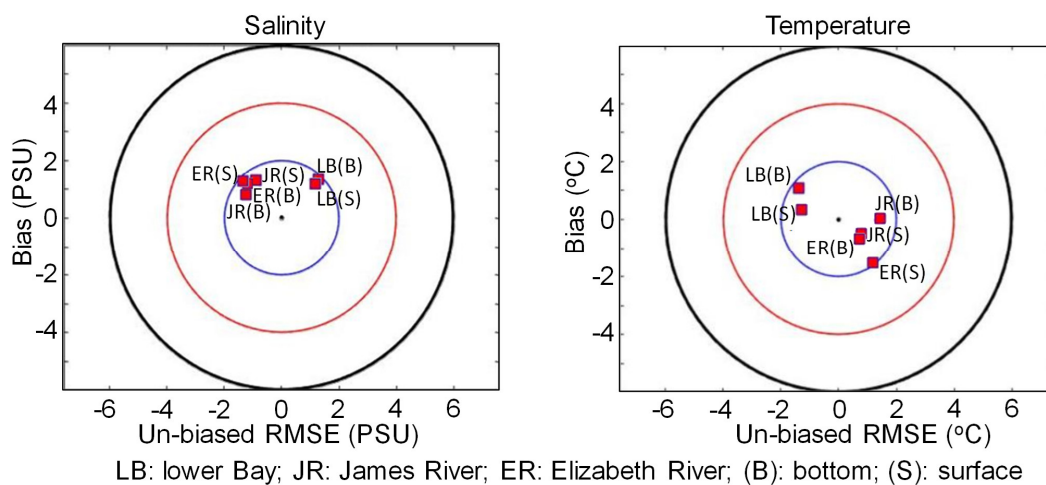 Salinity
Temperature
Bias (PSU)
4
2
0
-2
-4
ER(S)
JR(S)
LB(B)
ER(B)
LB(S)
JR(B)
-6
-4
-2
0
2
4
6
Un-biased RMSE (PSU)
Bias (ºC)
4
2
0
-2
-4
LB(B)
LB(S)
JR(B)
JR(S)
ER(B)
ER(S)
-6
-4
-2
0
2
4
6
Un-biased RMSE (ºC)
LB: lower Bay; JR: James River; ER: Elizabeth River; (B): bottom; (S): surface